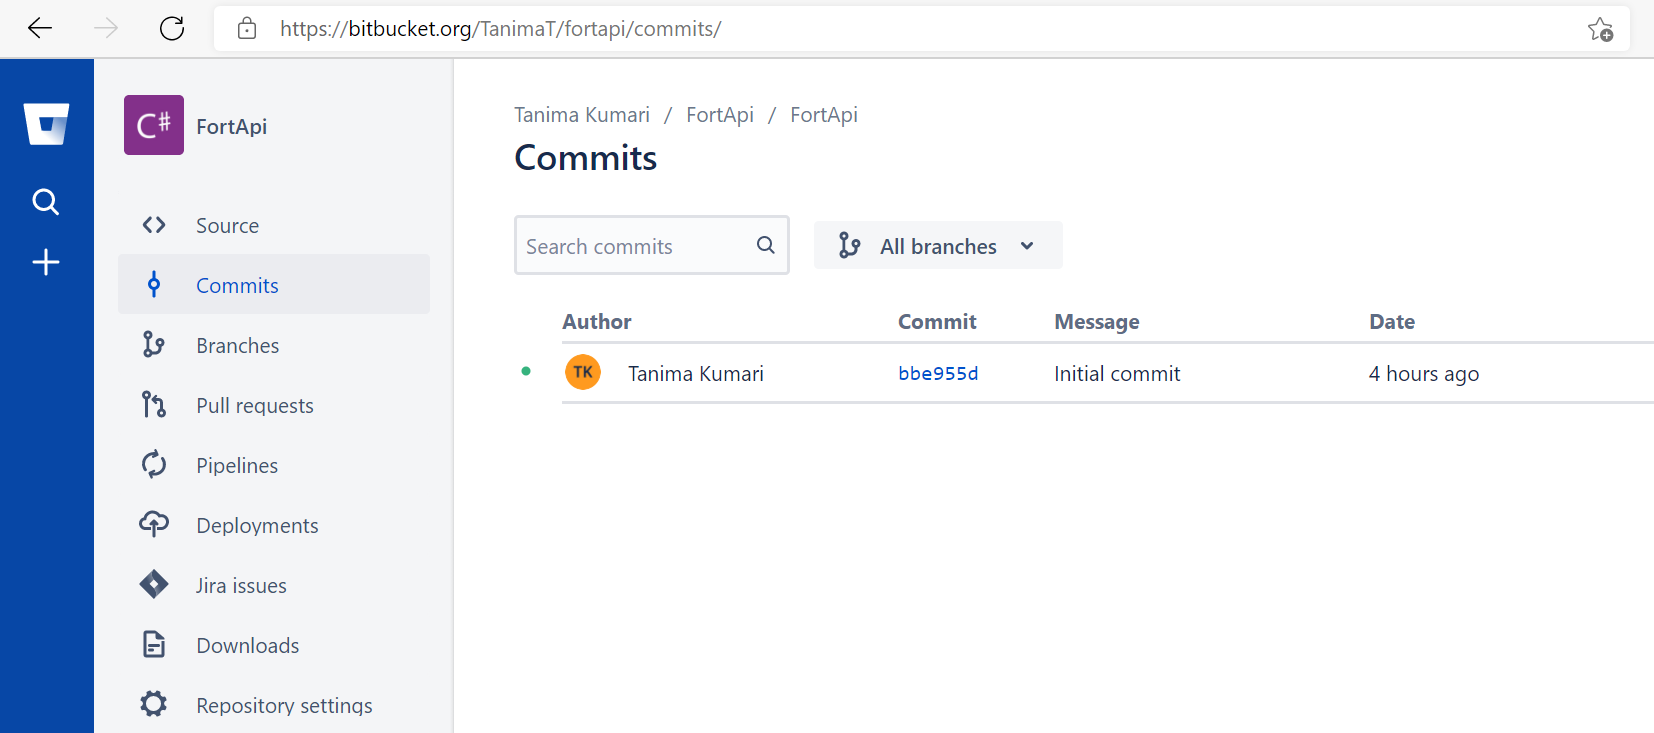 https://bitbucket.org/TanimaT/fortapi/commits/
C#
FortApi
Source
Commits
Branches
Pull requests
Pipelines
Deployments
Jira issues
Downloads
Repository settings
Tanima Kumari / FortApi / FortApi
Commits
Search commits
All branches
Author Commit Message Date
TK Tanima Kumari bbe955d Initial commit 4 hours ago